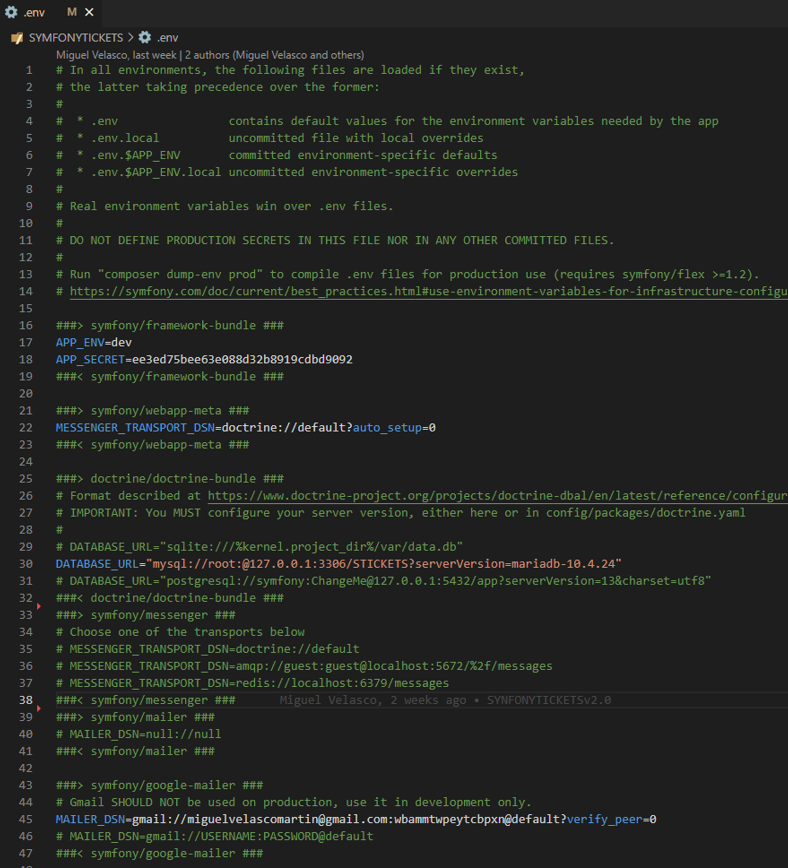 .env M
SYMFONYTICKETS > .env
Miguel Velasco, last week | 2 authors (Miguel Velasco and others)
1 # In all environments, the following files are loaded if they exist,
2 # the latter taking precedence over the former:
3 #
4 #  * .env                contains default values for the environment variables needed by the app
5 #  * .env.local          uncommitted file with local overrides
6 #  * .env.$APP_ENV       committed environment-specific defaults
7 #  * .env.$APP_ENV.local uncommitted environment-specific overrides
8 #
9 # Real environment variables win over .env files.
10 #
11 # DO NOT DEFINE PRODUCTION SECRETS IN THIS FILE NOR IN ANY OTHER COMMITTED FILES.
12 #
13 # Run "composer dump-env prod" to compile .env files for production use (requires symfony/flex >=1.2).
14 # https://symfony.com/doc/current/best_practices.html#use-environment-variables-for-infrastructure-configu
15
16 ###> symfony/framework-bundle ###
17 APP_ENV=dev
18 APP_SECRET=ee3ed75bee63e088d32b8919cdbd9092
19 ###< symfony/framework-bundle ###
20
21 ###> symfony/webapp-meta ###
22 MESSENGER_TRANSPORT_DSN=doctrine://default?auto_setup=0
23 ###< symfony/webapp-meta ###
24
25 ###> doctrine/doctrine-bundle ###
26 # Format described at https://www.doctrine-project.org/projects/doctrine-dbal/en/latest/reference/configur
27 # IMPORTANT: You MUST configure your server version, either here or in config/packages/doctrine.yaml
28 #
29 # DATABASE_URL="sqlite:///%kernel.project_dir%/var/data.db"
30 DATABASE_URL="mysql://root:@127.0.0.1:3306/STICKETS?serverVersion=mariadb-10.4.24"
31 # DATABASE_URL="postgresql://symfony:ChangeMe@127.0.0.1:5432/app?serverVersion=13&charset=utf8"
32 ###< doctrine/doctrine-bundle ###
33 ###> symfony/messenger ###
34 # Choose one of the transports below
35 # MESSENGER_TRANSPORT_DSN=doctrine://default
36 # MESSENGER_TRANSPORT_DSN=amqp://guest:guest@localhost:5672/%2f/messages
37 # MESSENGER_TRANSPORT_DSN=redis://localhost:6379/messages
38 ###< symfony/messenger ### Miguel Velasco, 2 weeks ago • SYNFONYTICKETSv2.0
39 ###> symfony/mailer ###
40 # MAILER_DSN=null://null
41 ###< symfony/mailer ###
42
43 ###> symfony/google-mailer ###
44 # Gmail SHOULD NOT be used on production, use it in development only.
45 MAILER_DSN=gmail://miguelvelascomartin@gmail.com:wbammtwpeytcbpxn@default?verify_peer=0
46 # MAILER_DSN=gmail://USERNAME:PASSWORD@default
47 ###< symfony/google-mailer ###